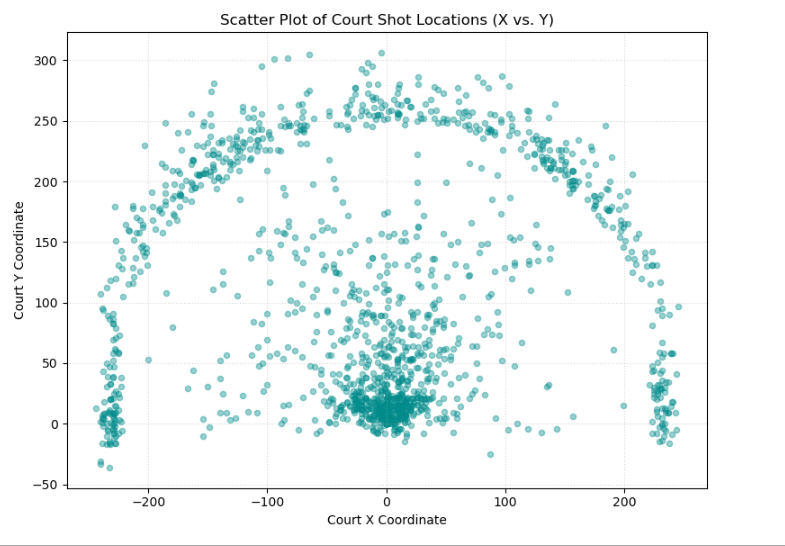 Scatter Plot of Court Shot Locations (X vs. Y)
300
250
200
150
100
50
0
−50
Court Y Coordinate
−200 −100 0 100 200
Court X Coordinate